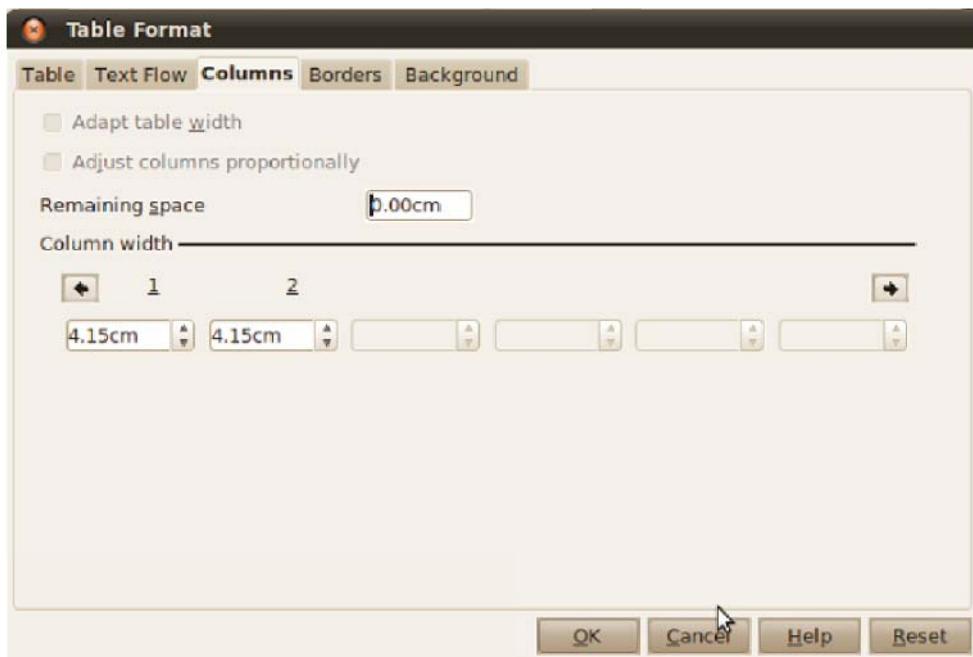 Table Format
Table Text Flow Columns Borders Background
Adapt table width
Adjust columns proportionally
Remaining space 0.00cm
Column width
1 2
4.15cm 4.15cm
OK Cancel Help Reset